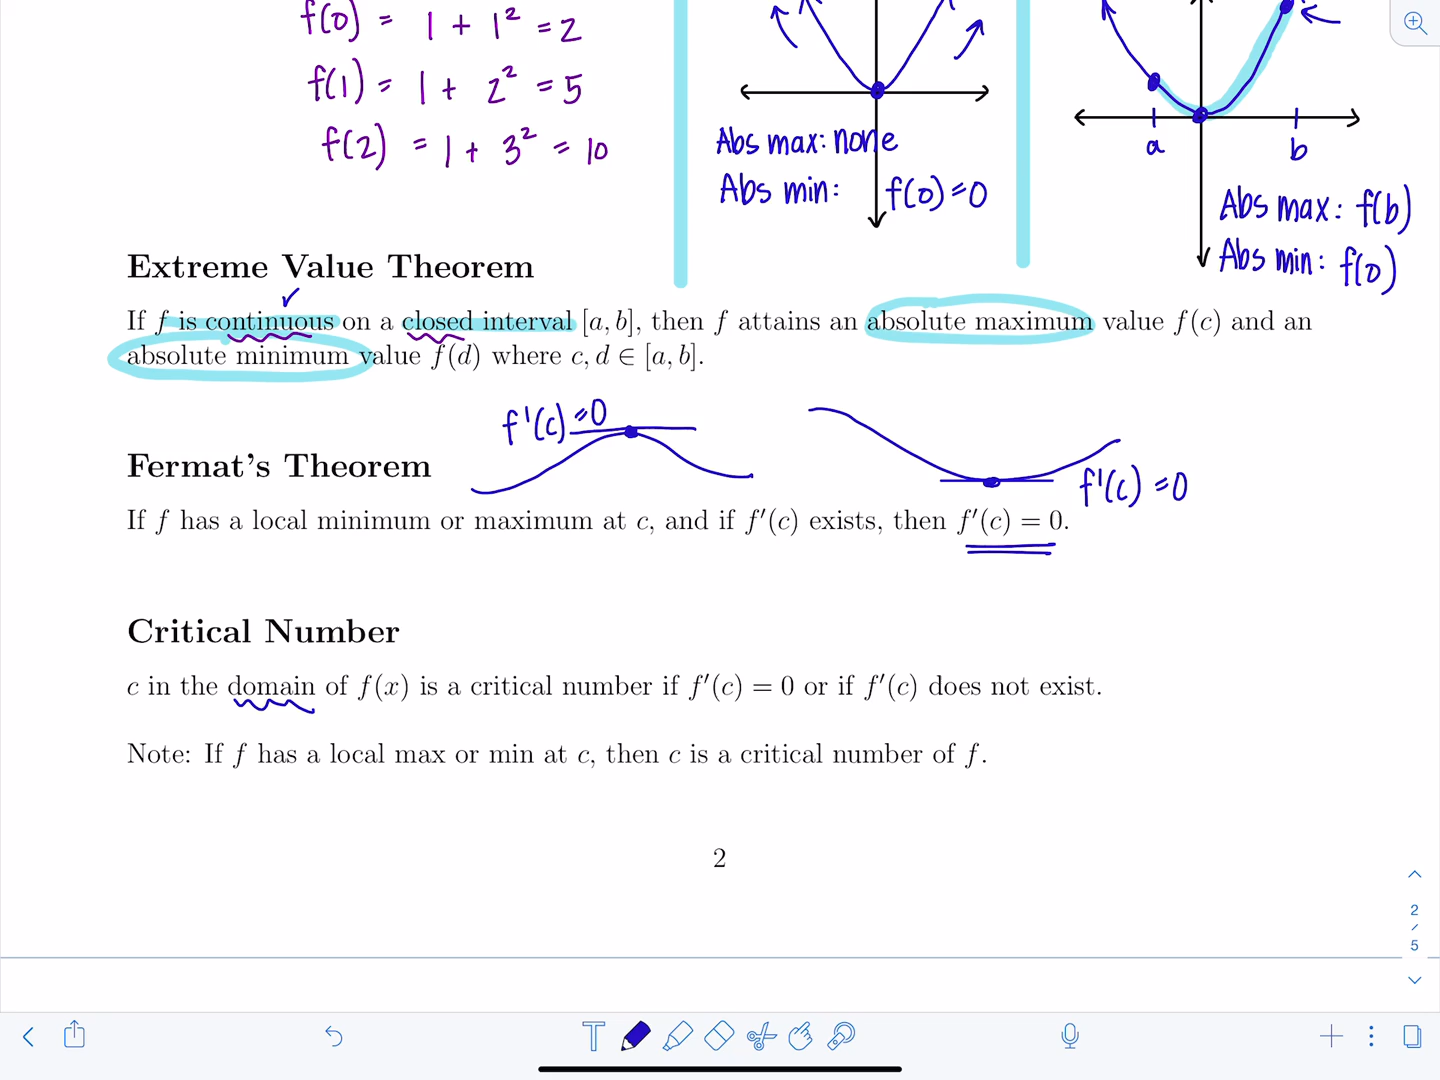 f(0) = 1 + 1² = 2
f(1) = 1 + 2² = 5
f(2) = 1 + 3² = 10
Abs max: none
Abs min: f(0)=0
a
b
Abs max: f(b)
Abs min: f(0)
Extreme Value Theorem
If f is continuous on a closed interval [a, b], then f attains an absolute maximum value f(c) and an
absolute minimum value f(d) where c, d ∈ [a, b].
f'(c)=0
Fermat's Theorem
f'(c)=0
If f has a local minimum or maximum at c, and if f′(c) exists, then f′(c) = 0.
Critical Number
c in the domain of f(x) is a critical number if f′(c) = 0 or if f′(c) does not exist.
Note: If f has a local max or min at c, then c is a critical number of f.
2
2
/
5
T